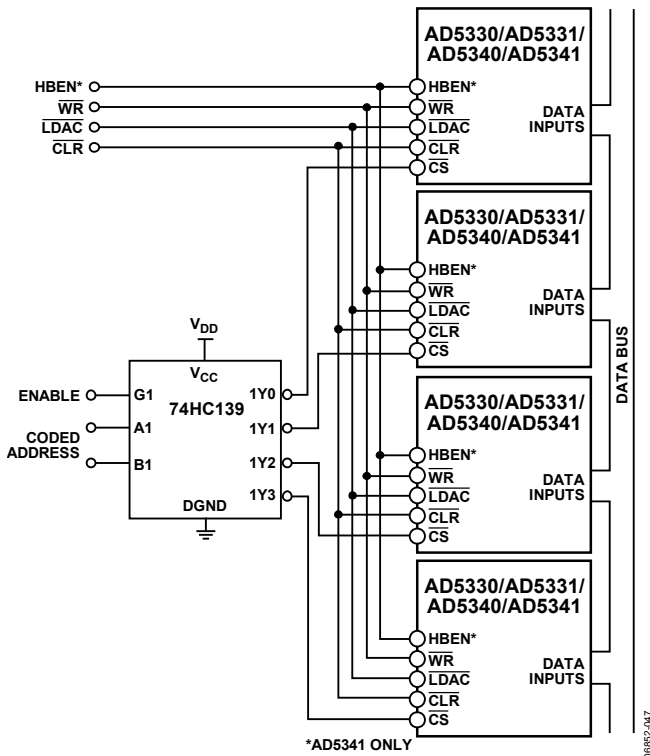 AD5330/AD5331/
AD5340/AD5341
HBEN*
WR
LDAC
CLR
HBEN*
WR
LDAC
CLR
CS
DATA
INPUTS
AD5330/AD5331/
AD5340/AD5341
HBEN*
WR
LDAC
CLR
CS
DATA
INPUTS
VDD
VCC
ENABLE
G1
1Y0
74HC139
CODED
ADDRESS
A1
1Y1
B1
1Y2
1Y3
DGND
AD5330/AD5331/
AD5340/AD5341
HBEN*
WR
LDAC
CLR
CS
DATA
INPUTS
AD5330/AD5331/
AD5340/AD5341
HBEN*
WR
LDAC
CLR
CS
DATA
INPUTS
DATA BUS
*AD5341 ONLY
06852-047